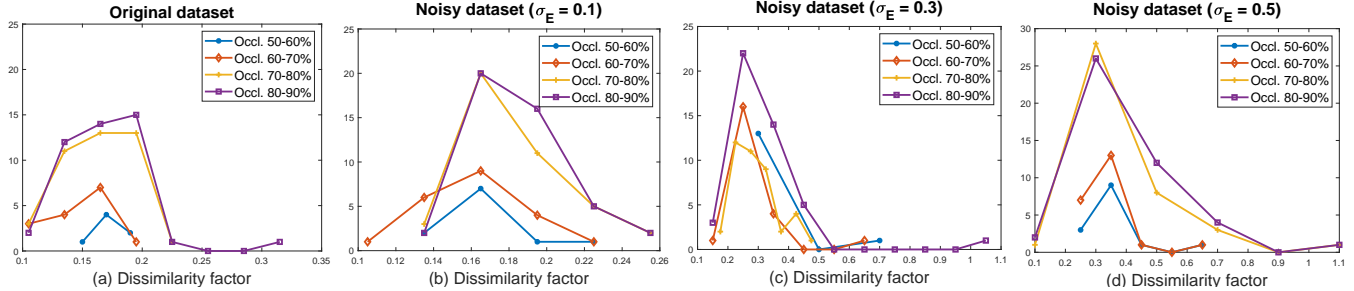 Original dataset
25
20
15
10
5
0
0.1
0.15
0.2
0.25
0.3
0.35
Occl. 50-60%
Occl. 60-70%
Occl. 70-80%
Occl. 80-90%
(a) Dissimilarity factor
Noisy dataset (σE = 0.1)
25
20
15
10
5
0
0.1
0.12
0.14
0.16
0.18
0.2
0.22
0.24
0.26
Occl. 50-60%
Occl. 60-70%
Occl. 70-80%
Occl. 80-90%
(b) Dissimilarity factor
Noisy dataset (σE = 0.3)
25
20
15
10
5
0
0.1
0.2
0.3
0.4
0.5
0.6
0.7
0.8
0.9
1
1.1
Occl. 50-60%
Occl. 60-70%
Occl. 70-80%
Occl. 80-90%
(c) Dissimilarity factor
Noisy dataset (σE = 0.5)
30
25
20
15
10
5
0
0.1
0.2
0.3
0.4
0.5
0.6
0.7
0.8
0.9
1
1.1
Occl. 50-60%
Occl. 60-70%
Occl. 70-80%
Occl. 80-90%
(d) Dissimilarity factor